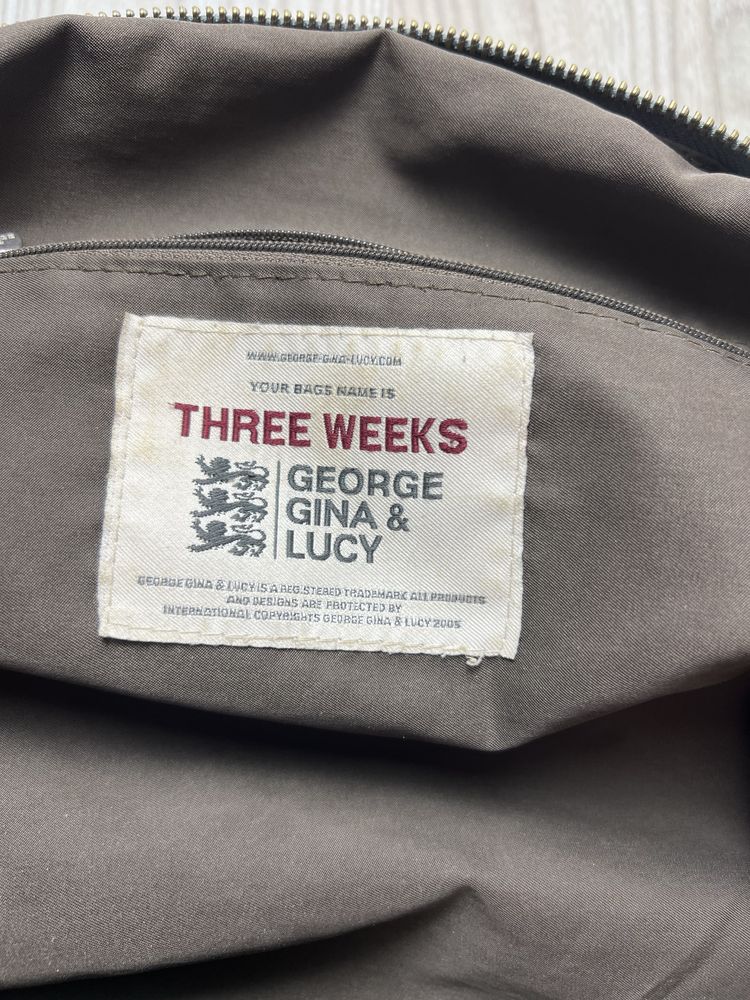 WWW.GEORGE-GINA-LUCY.COM
YOUR BAGS NAME IS
THREE WEEKS
GEORGE
GINA &
LUCY
GEORGE GINA & LUCY IS A REGISTERED TRADEMARK ALL PRODUCTS
AND DESIGNS ARE PROTECTED BY
INTERNATIONAL COPYRIGHTS GEORGE GINA & LUCY 2005